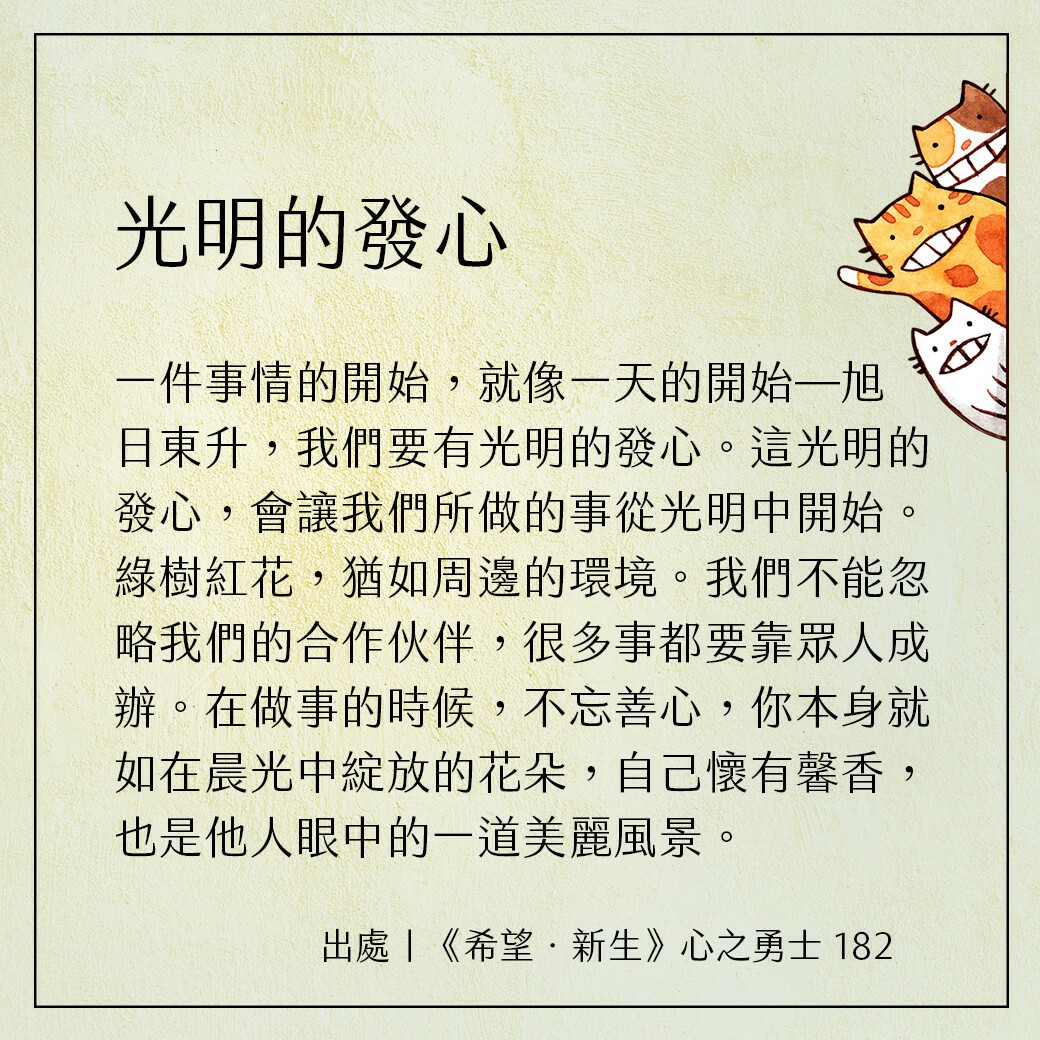 光明的發心
一件事情的開始，就像一天的開始—旭
日東升，我們要有光明的發心。這光明的
發心，會讓我們所做的事從光明中開始。
綠樹紅花，猶如周邊的環境。我們不能忽
略我們的合作伙伴，很多事都要靠眾人成
辦。在做事的時候，不忘善心，你本身就
如在晨光中綻放的花朵，自己懷有馨香，
也是他人眼中的一道美麗風景。
出處｜《希望．新生》心之勇士 182